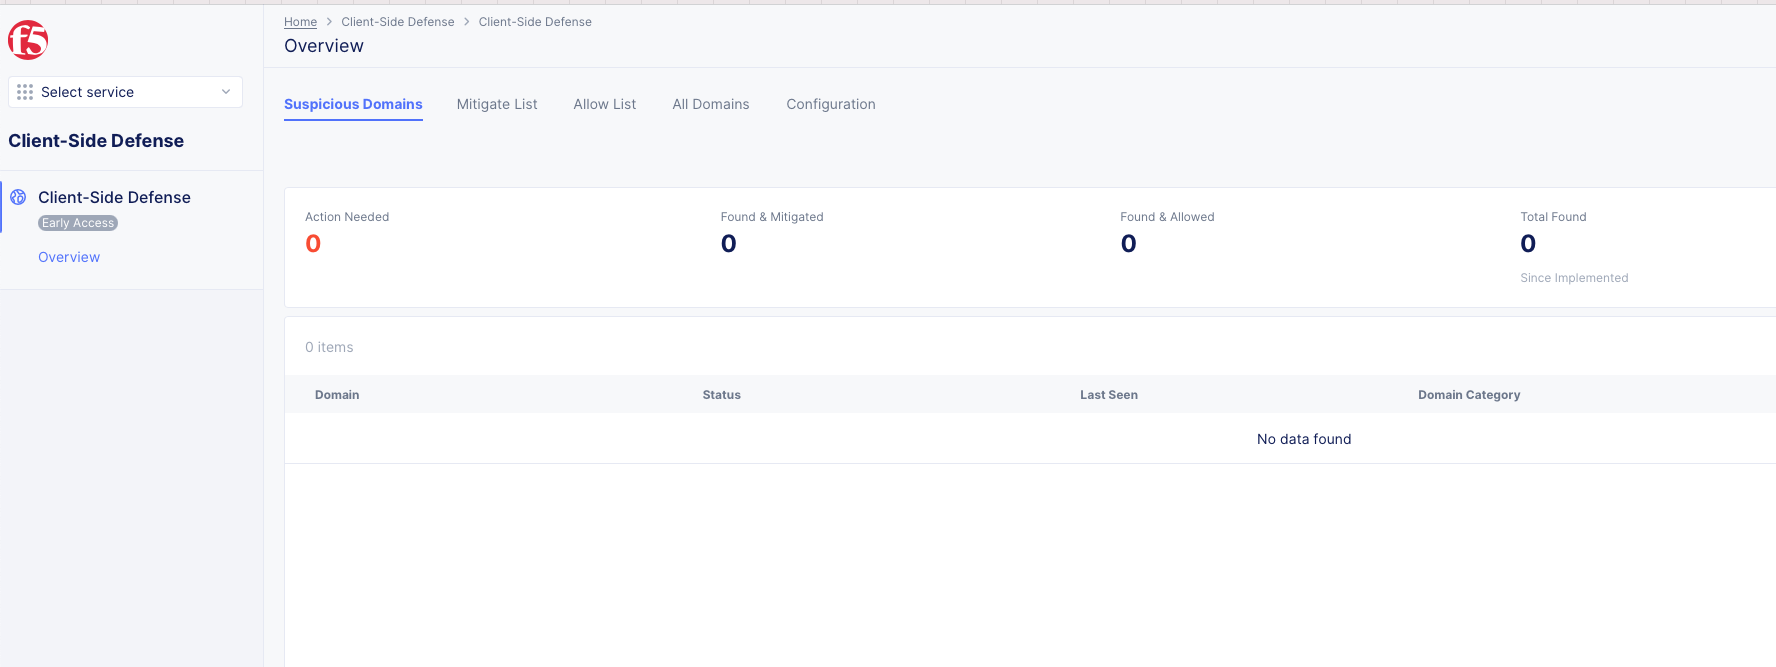 f5
Select service
Client-Side Defense
Client-Side Defense
Early Access
Overview
Home > Client-Side Defense > Client-Side Defense
Overview
Suspicious Domains Mitigate List Allow List All Domains Configuration
Action Needed Found & Mitigated Found & Allowed Total Found
0 0 0 0
Since Implemented
0 items
Domain Status Last Seen Domain Category
No data found